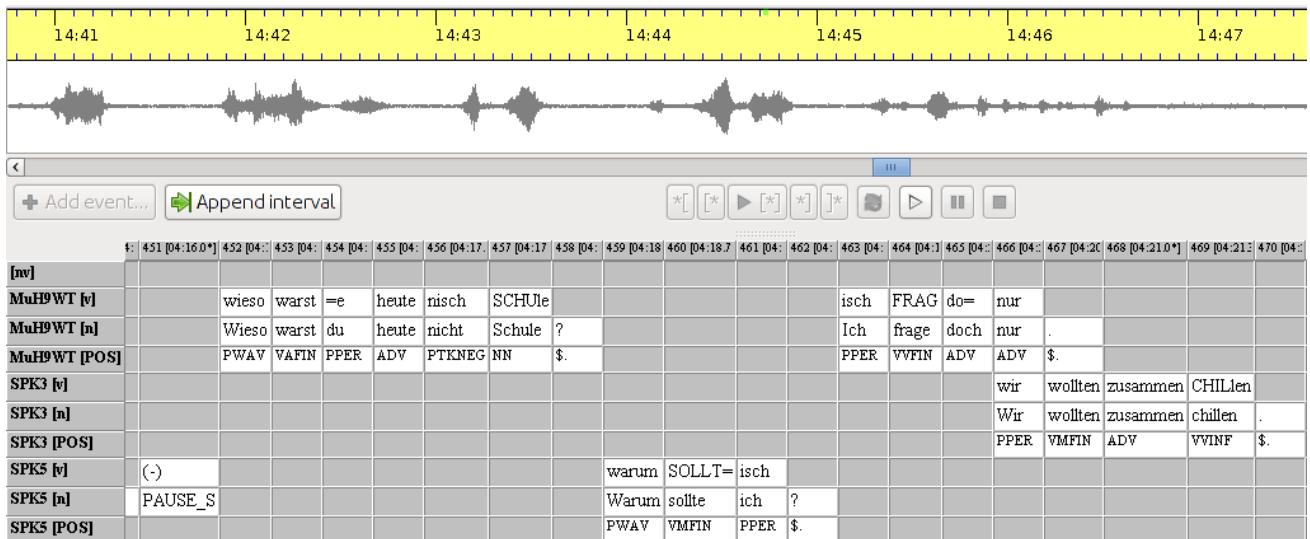 14:41 14:42 14:43 14:44 14:45 14:46 14:47
Add event... Append interval *[ [* [*] *] ]*
4: 451 [04:16.0*] 452 [04:: 453 [04: 454 [04: 455 [04: 456 [04:17. 457 [04:17 458 [04: 459 [04:18 460 [04:18.7 461 [04: 462 [04: 463 [04: 464 [04:1 465 [04:: 466 [04:: 467 [04:20 468 [04:21.0*] 469 [04:21.: 470 [04::
[nv]
MuH9WT [v] wieso warst =e heute nisch SCHUle isch FRAG do= nur
MuH9WT [n] Wieso warst du heute nicht Schule ? Ich frage doch nur .
MuH9WT [POS] PWAV VAFIN PPER ADV PTKNEG NN $. PPER VVFIN ADV ADV $.
SPK3 [v] wir wollten zusammen CHILlen
SPK3 [n] Wir wollten zusammen chillen .
SPK3 [POS] PPER VMFIN ADV VVINF $.
SPK5 [v] (-) warum SOLLT= isch
SPK5 [n] PAUSE_S Warum sollte ich ?
SPK5 [POS] PWAV VMFIN PPER $.